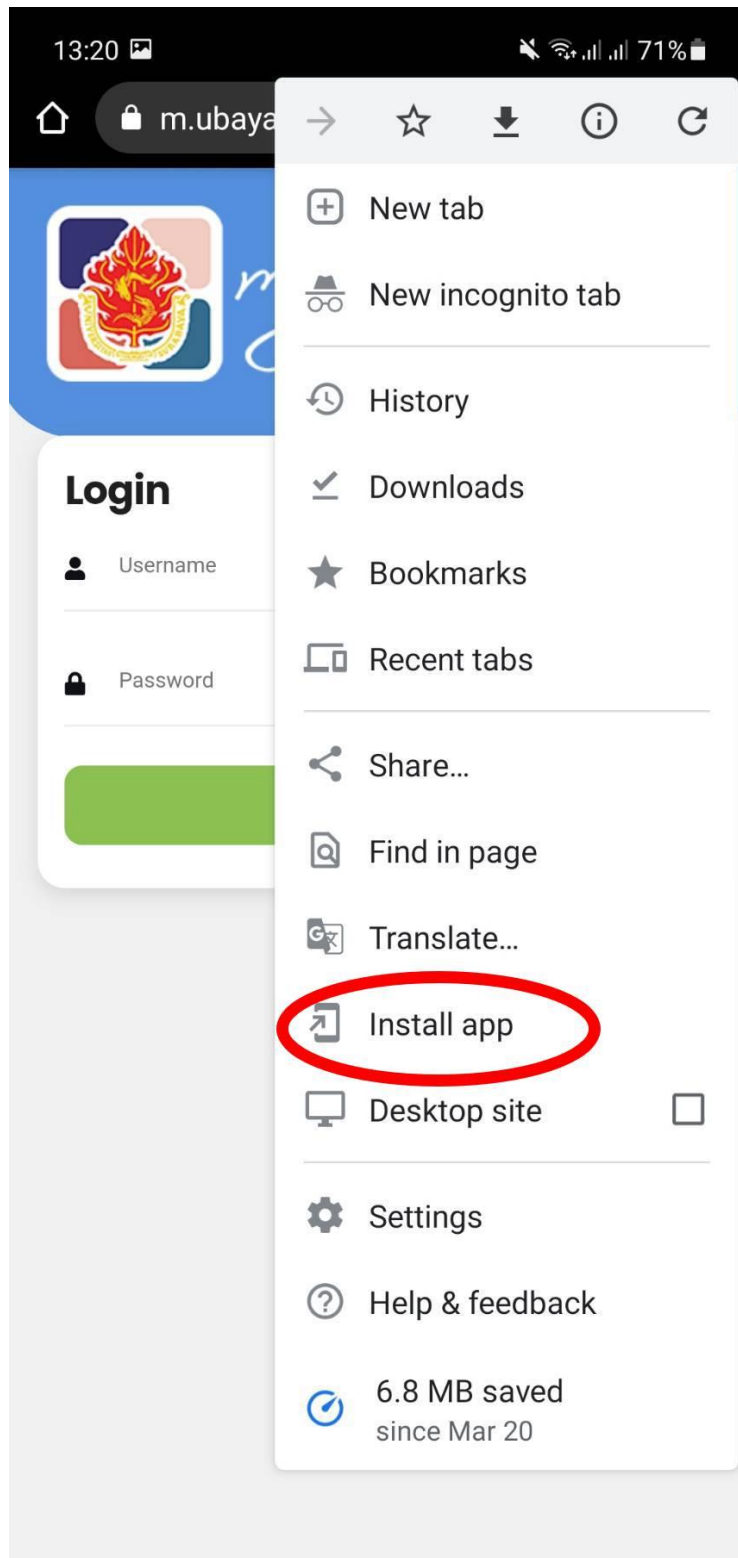 13:20
71%
m.ubaya
New tab
New incognito tab
History
Login
Downloads
Username
Bookmarks
Recent tabs
Password
Share...
Find in page
Translate...
Install app
Desktop site
Settings
Help & feedback
6.8 MB saved
since Mar 20